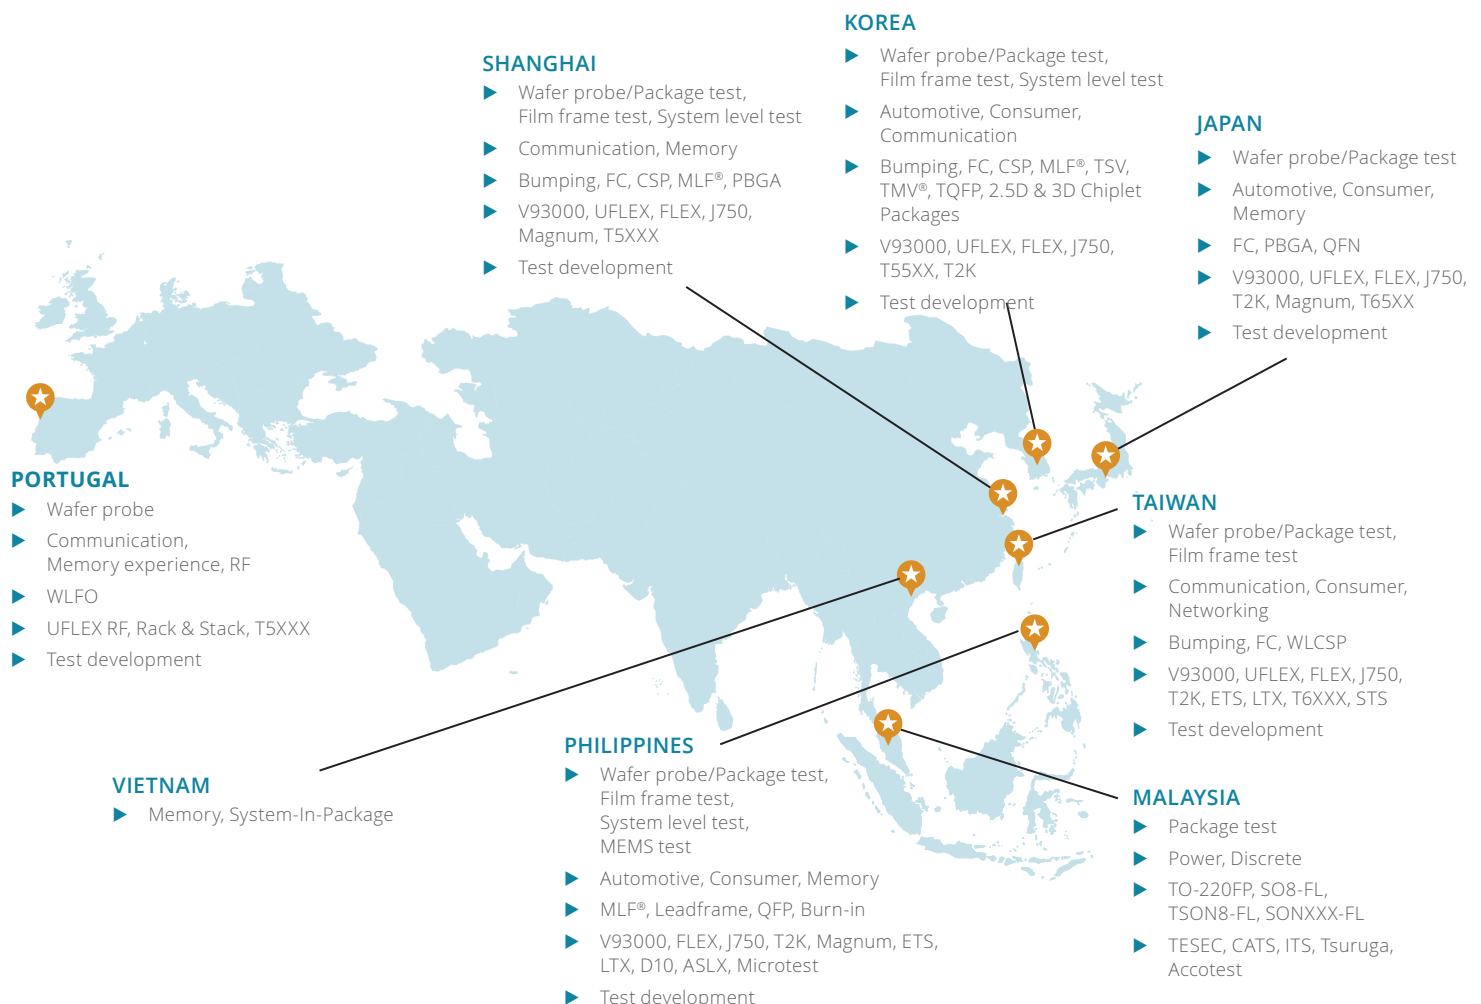 KOREA
Wafer probe/Package test,
Film frame test, System level test
Automotive, Consumer,
Communication
Bumping, FC, CSP, MLF®, TSV,
TMV®, TQFP, 2.5D & 3D Chiplet
Packages
V93000, UFLEX, FLEX, J750,
T55XX, T2K
Test development
SHANGHAI
Wafer probe/Package test,
Film frame test, System level test
Communication, Memory
Bumping, FC, CSP, MLF®, PBGA
V93000, UFLEX, FLEX, J750,
Magnum, T5XXX
Test development
JAPAN
Wafer probe/Package test
Automotive, Consumer,
Memory
FC, PBGA, QFN
V93000, UFLEX, FLEX, J750,
T2K, Magnum, T65XX
Test development
PORTUGAL
Wafer probe
Communication,
Memory experience, RF
WLFO
UFLEX RF, Rack & Stack, T5XXX
Test development
TAIWAN
Wafer probe/Package test,
Film frame test
Communication, Consumer,
Networking
Bumping, FC, WLCSP
V93000, UFLEX, FLEX, J750,
T2K, ETS, LTX, T6XXX, STS
Test development
VIETNAM
Memory, System-In-Package
PHILIPPINES
Wafer probe/Package test,
Film frame test,
System level test,
MEMS test
Automotive, Consumer, Memory
MLF®, Leadframe, QFP, Burn-in
V93000, FLEX, J750, T2K, Magnum, ETS,
LTX, D10, ASLX, Microtest
Test development
MALAYSIA
Package test
Power, Discrete
TO-220FP, SO8-FL,
TSON8-FL, SONXXX-FL
TESEC, CATS, ITS, Tsuruga,
Accotest